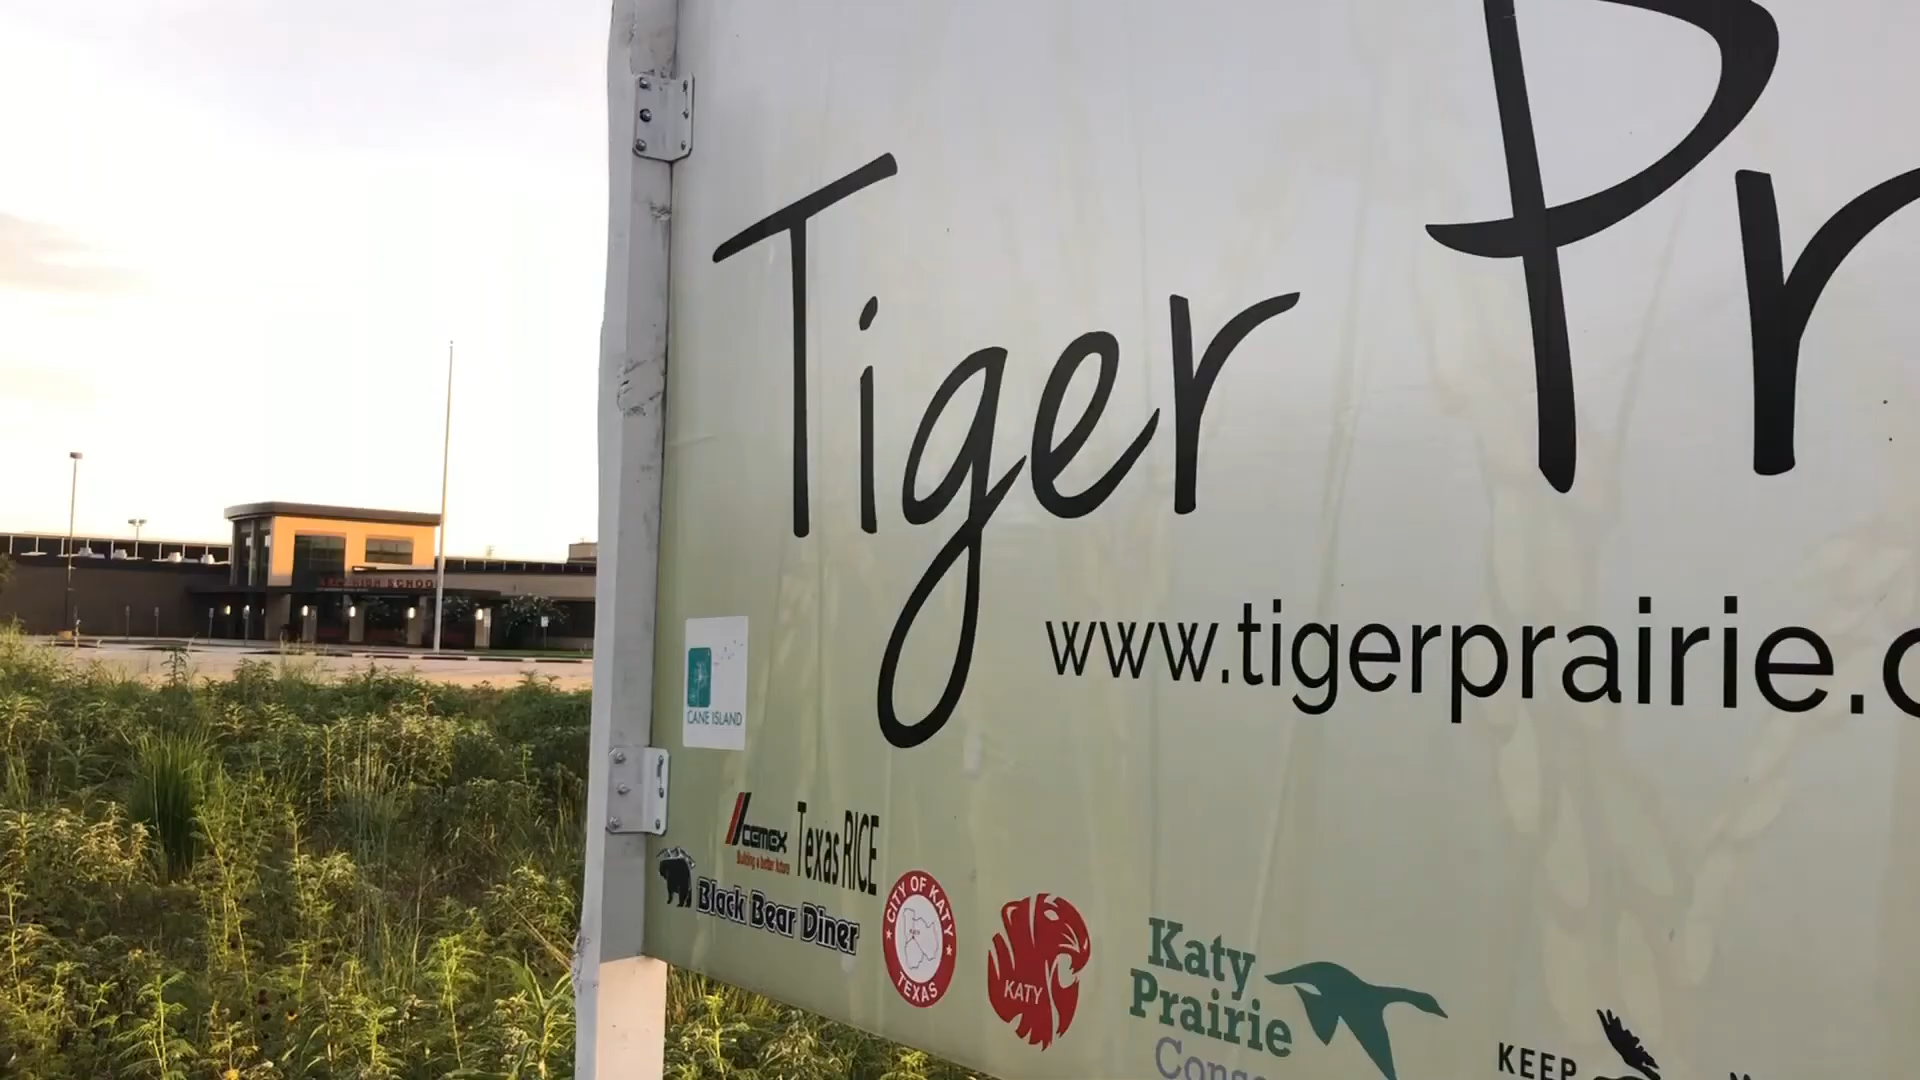 Tiger Pr
www.tigerprairie.c
HIGH SCHOO
CANE ISLAND
CEMEX
Building a better future
Texas RICE
Black Bear Diner
CITY OF KATY
TEXAS
KATY
Katy
Prairie
Conse
KEEP